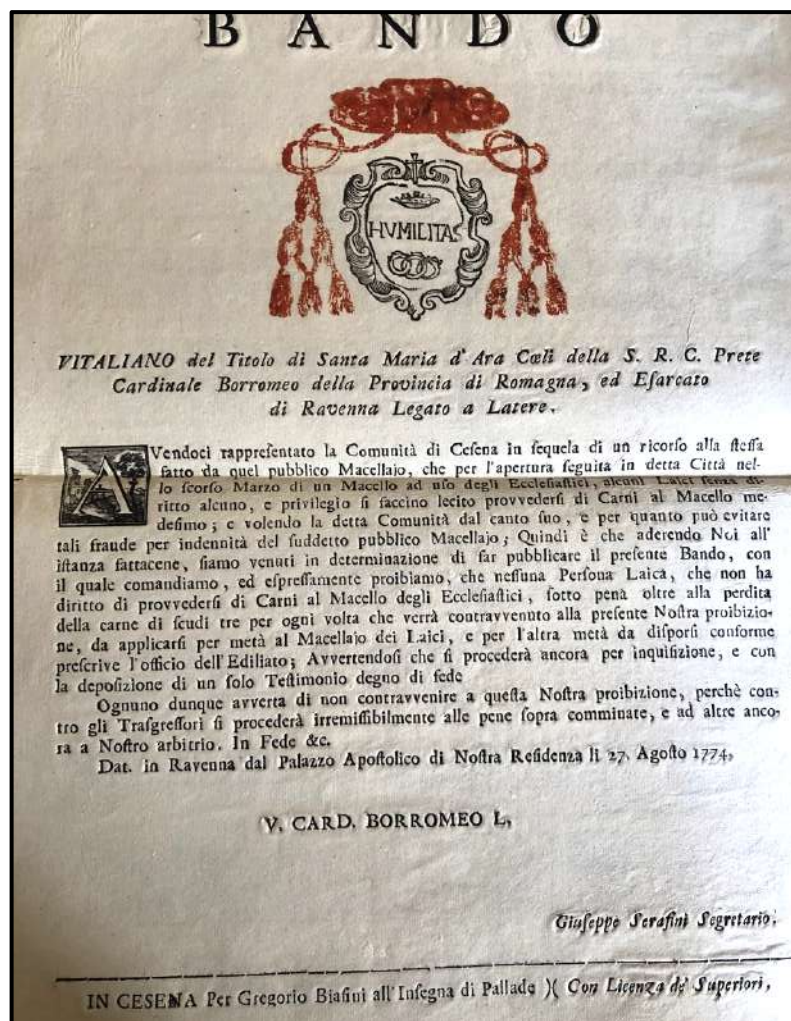 BANDO
HVMILITAS
VITALIANO del Titolo di Santa Maria d'Ara Cœli della S. R. C. Prete
Cardinale Borromeo della Provincia di Romagna, ed Eſarcato
di Ravenna Legato a Latere.
AVendoci rappreſentato la Comunità di Ceſena in ſequela di un ricorſo alla ſteſſa
fatto da quel pubblico Macellajo, che per l'apertura ſeguita in detta Città nel-
lo ſcorſo Marzo di un Macello ad uſo degli Eccleſiaſtici, alcuni Laici ſenza di-
ritto alcuno, e privilegio ſi faccino lecito provvederſi di Carni al Macello me-
deſimo; e volendo la detta Comunità dal canto ſuo, e per quanto può evitare
tali fraude per indennità del ſuddetto pubblico Macellajo; Quindi è che aderendo Noi all'
iſtanza fattacene, ſiamo venuti in determinazione di far pubblicare il preſente Bando, con
il quale comandiamo, ed eſpreſſamente proibiamo, che neſſuna Perſona Laica, che non ha
diritto di provvederſi di Carni al Macello degli Eccleſiaſtici, ſotto pena oltre alla perdita
della carne di ſcudi tre per ogni volta che verrà contravvenuto alla preſente Noſtra proibizio-
ne, da applicarſi per metà al Macellajo dei Laici, e per l'altra metà da diſporſi conforme
preſcrive l'officio dell'Ediliato; Avvertendoſi che ſi procederà ancora per inquiſizione, e con
la depoſizione di un ſolo Teſtimonio degno di fede
Ognuno dunque avverta di non contravvenire a queſta Noſtra proibizione, perchè con-
tro gli Traſgreſſori ſi procederà irremiſſibilmente alle pene ſopra comminate, e ad altre anco-
ra a Noſtro arbitrio. In Fede &c.
Dat. in Ravenna dal Palazzo Apoſtolico di Noſtra Reſidenza li 27. Agoſto 1774.
V. CARD. BORROMEO L.
Giuſeppe Serafini Segretario.
IN CESENA Per Gregorio Biaſini all'Inſegna di Pallade )( Con Licenza de' Superiori,